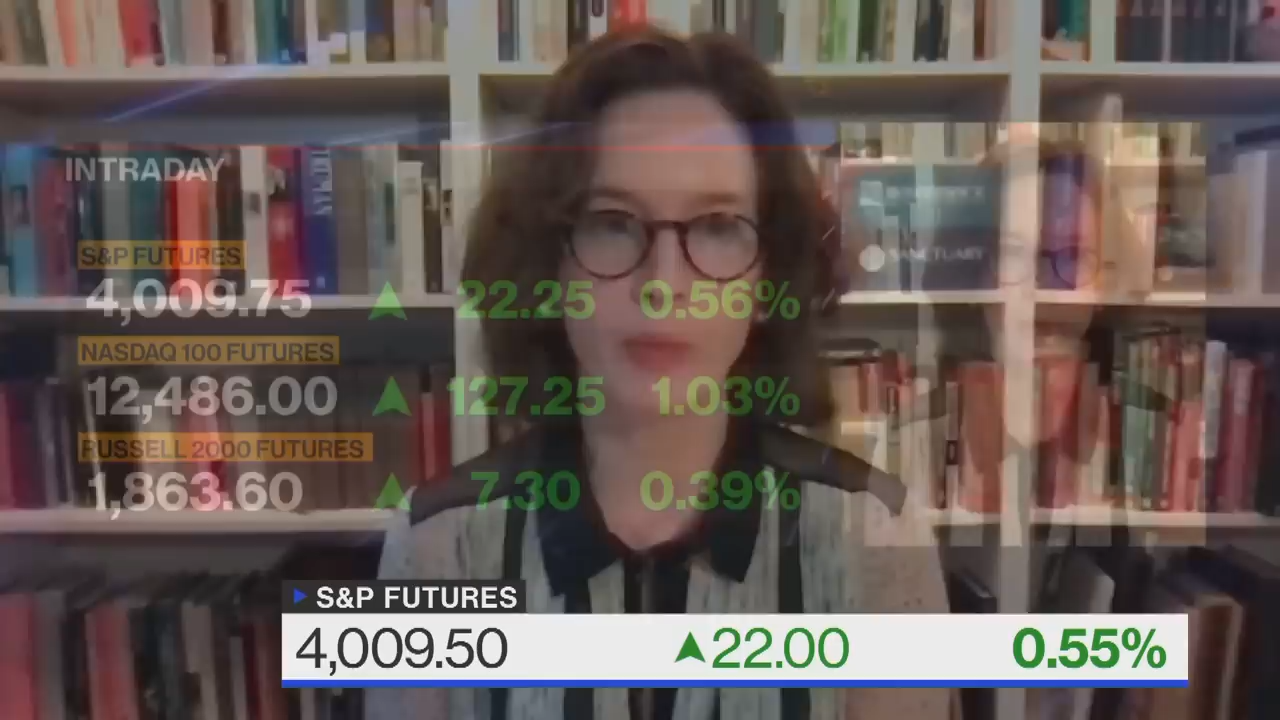 INTRADAY
S&P FUTURES
4,009.75 ▲ 22.25 0.56%
NASDAQ 100 FUTURES
12,486.00 ▲ 127.25 1.03%
RUSSELL 2000 FUTURES
1,863.60 ▲ 7.30 0.39%
SANCTUARY
S&P FUTURES
4,009.50 ▲22.00 0.55%